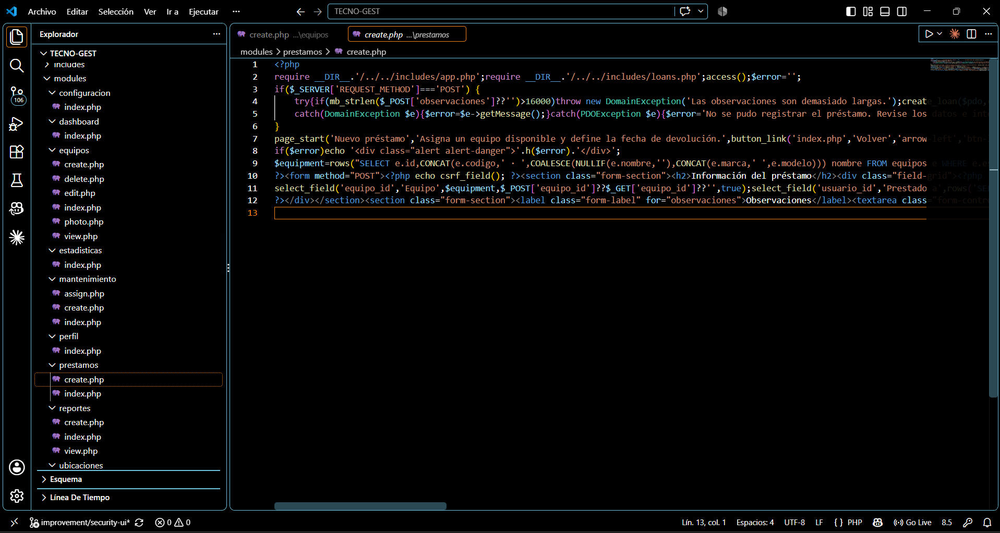 Archivo Editar Selección Ver Ir a Ejecutar ···
TECNO-GEST
Explorador ···
TECNO-GEST
includes
modules
configuracion
index.php
dashboard
index.php
equipos
create.php
delete.php
edit.php
index.php
photo.php
view.php
estadisticas
index.php
mantenimiento
assign.php
create.php
index.php
perfil
index.php
prestamos
create.php
index.php
reportes
create.php
index.php
view.php
ubicaciones
Esquema
Línea De Tiempo
106
create.php ...\equipos
create.php ...\prestamos
modules > prestamos > create.php
1 <?php
2 require __DIR__.'/../../includes/app.php';require __DIR__.'/../../includes/loans.php';access();$error='';
3 if($_SERVER['REQUEST_METHOD']==='POST') {
4 try{if(mb_strlen($_POST['observaciones']??'')>16000)throw new DomainException('Las observaciones son demasiado largas.');create_loan($pdo,
5 catch(DomainException $e){$error=$e->getMessage();}catch(PDOException $e){$error='No se pudo registrar el préstamo. Revise los datos e int
6 }
7 page_start('Nuevo préstamo','Asigna un equipo disponible y define la fecha de devolución.',button_link('index.php','Volver','arrow-left','btn-
8 if($error)echo '<div class="alert alert-danger">'.h($error).'</div>';
9 $equipment=rows("SELECT e.id,CONCAT(e.codigo,' · ',COALESCE(NULLIF(e.nombre,''),CONCAT(e.marca,' ',e.modelo))) nombre FROM equipos e WHERE e.es
10 ?><form method="POST"><?php echo csrf_field(); ?><section class="form-section"><h2>Información del préstamo</h2><div class="field-grid"><?php
11 select_field('equipo_id','Equipo',$equipment,$_POST['equipo_id']??$_GET['equipo_id']??'',true);select_field('usuario_id','Prestado a',rows('SE
12 ?></div></section><section class="form-section"><label class="form-label" for="observaciones">Observaciones</label><textarea class="form-contr
13
improvement/security-ui* 0 0
Lín. 13, col. 1 Espacios: 4 UTF-8 LF {} PHP Go Live 8.5